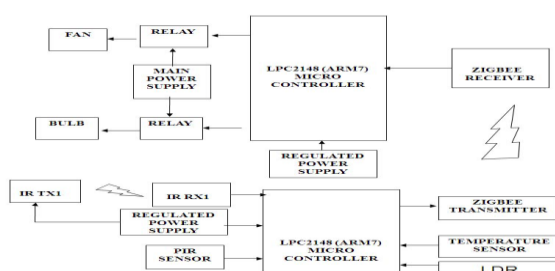 FAN
RELAY
MAIN
POWER
SUPPLY
BULB
RELAY
LPC2148 (ARM7)
MICRO
CONTROLLER
ZIGBEE
RECEIVER
REGULATED
POWER
SUPPLY
IR TX1
IR RX1
REGULATED
POWER
SUPPLY
PIR
SENSOR
LPC2148 (ARM7)
MICRO
CONTROLLER
ZIGBEE
TRANSMITTER
TEMPERATURE
SENSOR
LDR